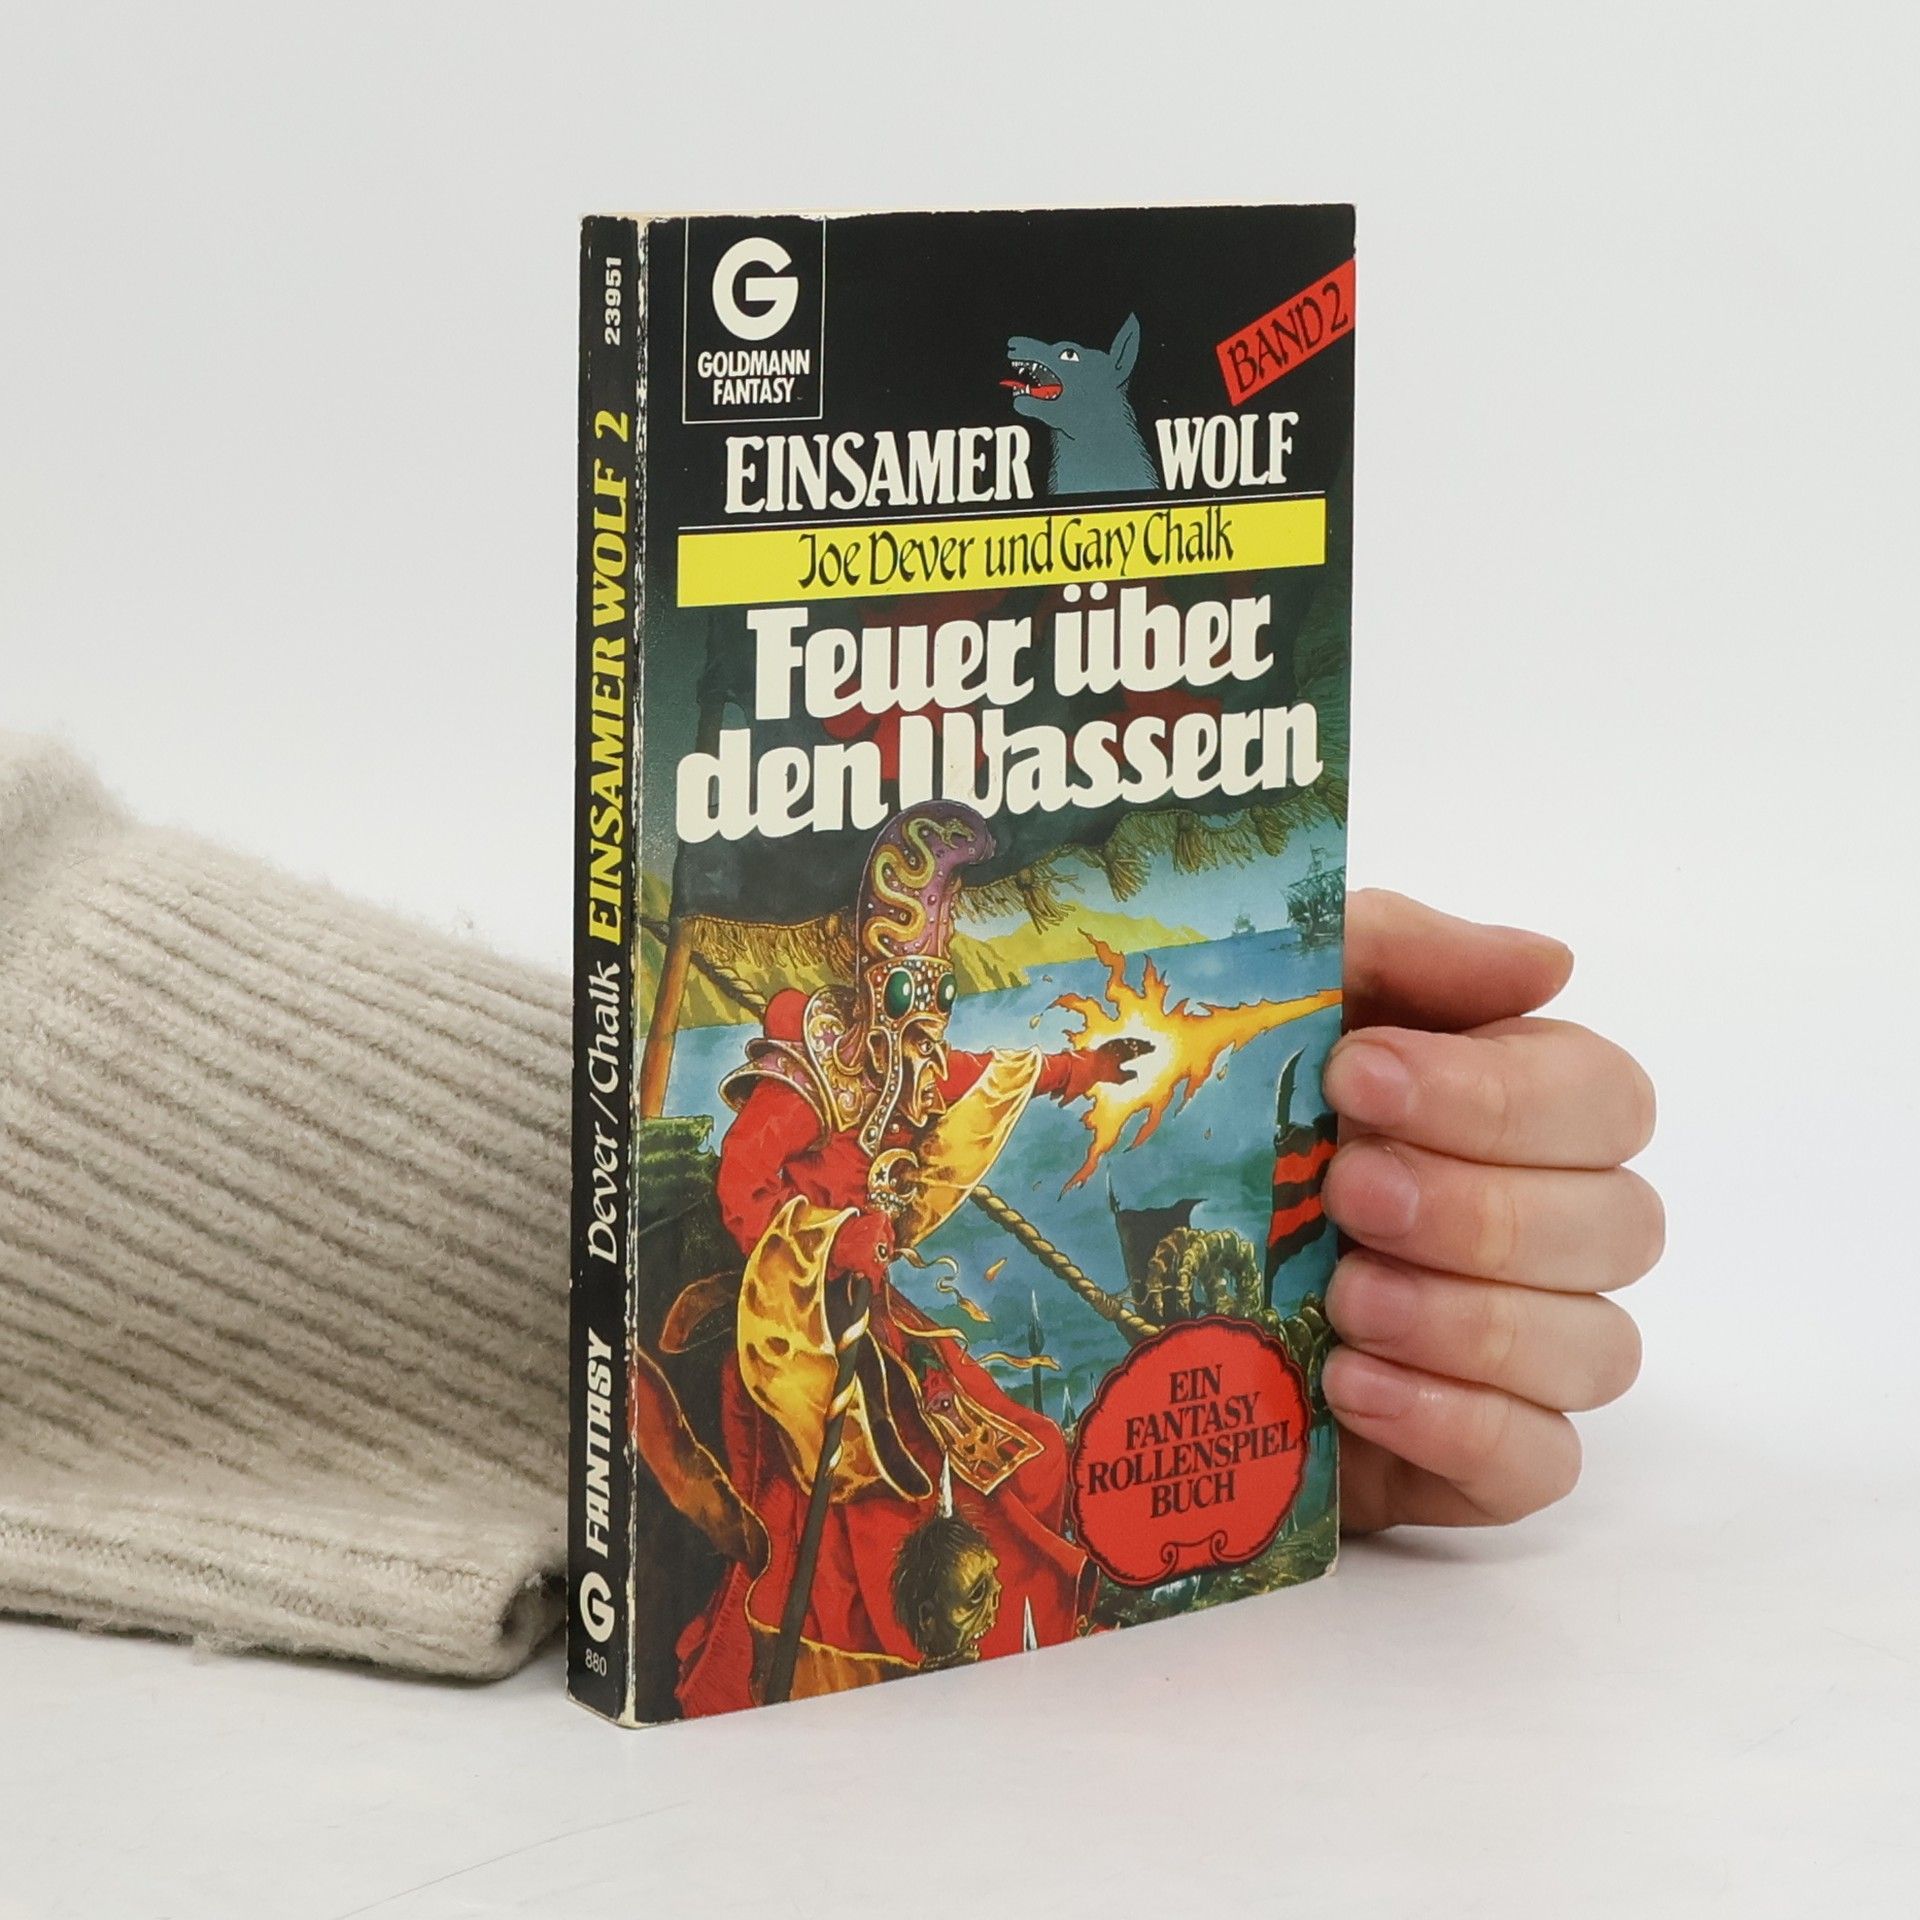 G
GOLDMANN
FANTASY
BAND 2
EINSAMER WOLF
Joe Dever und Gary Chalk
Feuer über
den Wassern
EIN
FANTASY
ROLLENSPIEL
BUCH
23951
Dever/Chalk EINSAMER WOLF 2
FANTASY
G
880